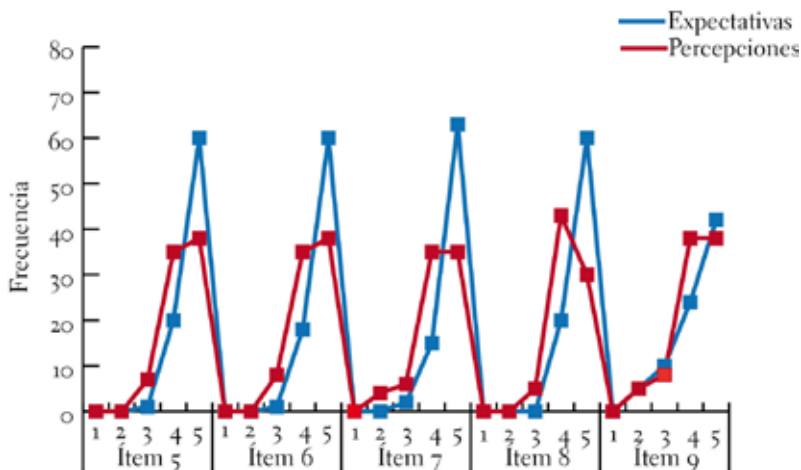 Expectativas
Percepciones
Frecuencia
80
70
60
50
40
30
20
10
0
1 2 3 4 5 1 2 3 4 5 1 2 3 4 5 1 2 3 4 5 1 2 3 4 5
Ítem 5 Ítem 6 Ítem 7 Ítem 8 Ítem 9